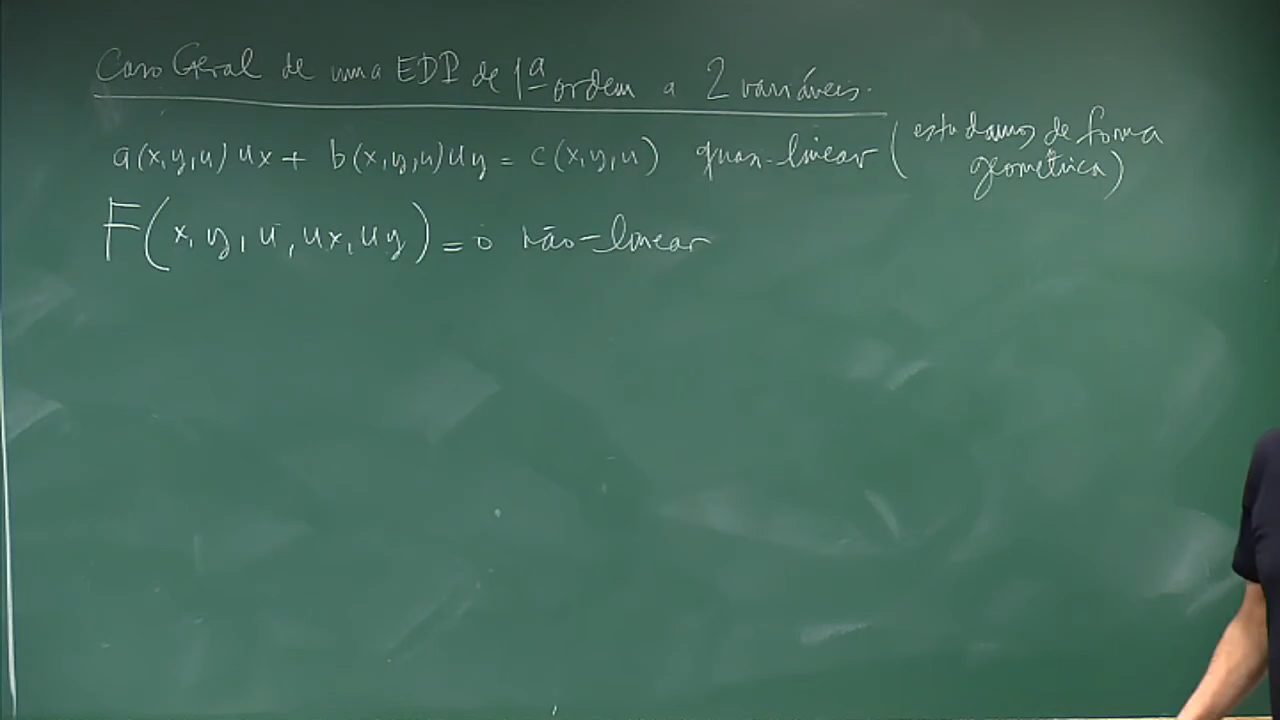 Caso Geral de uma EDP de 1ª ordem a 2 variáveis.
a(x,y,u) ux + b(x,y,u) uy = c(x,y,u) quasi-linear (estudamos de forma geométrica)
F(x, y, u, ux, uy) = 0 não-linear